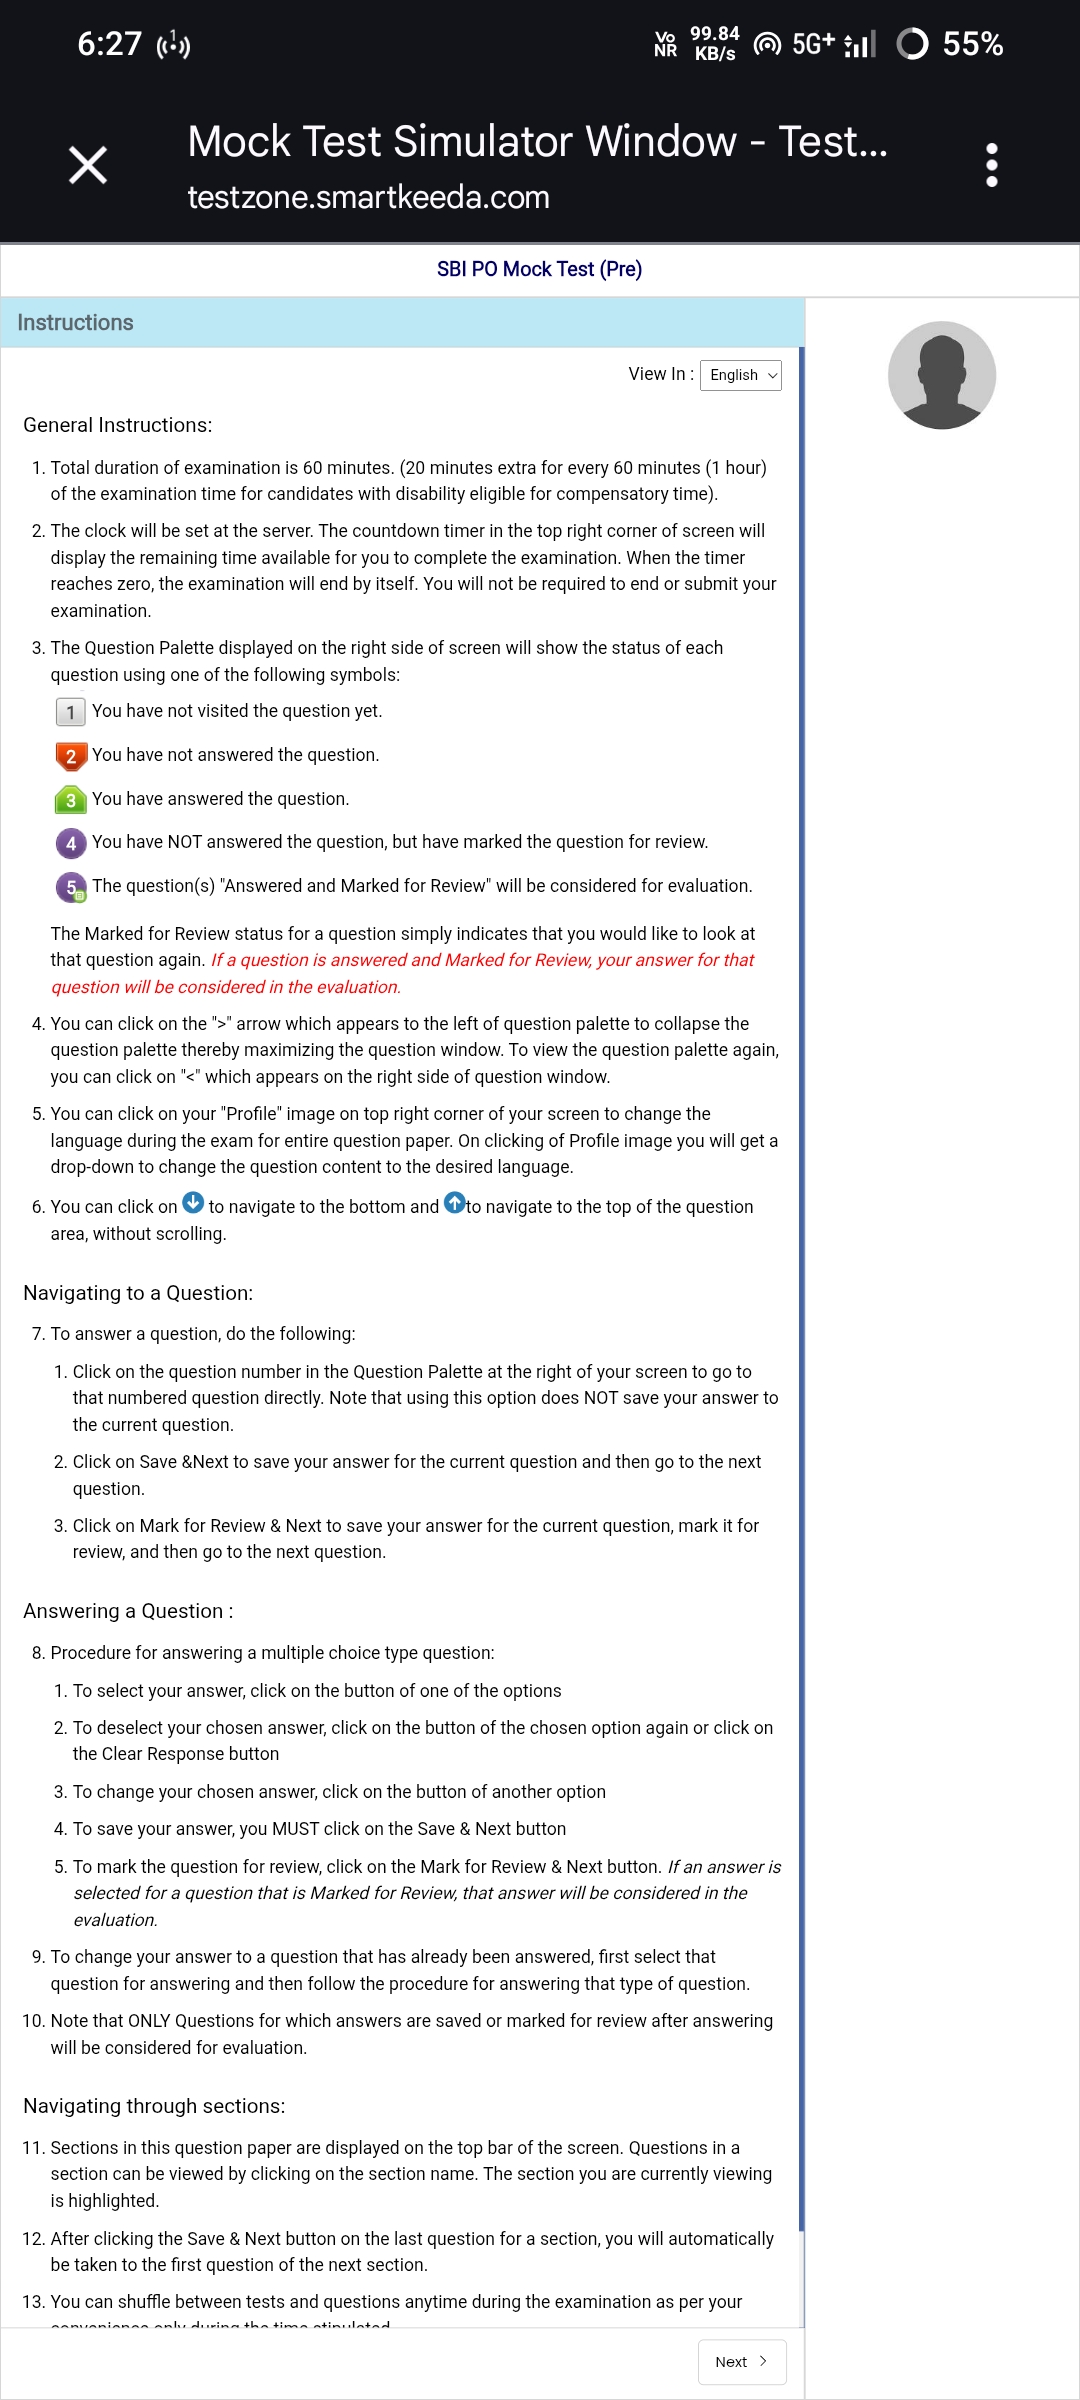 6:27
Vo NR 99.84 KB/s 5G+ 55%
Mock Test Simulator Window - Test...
testzone.smartkeeda.com
SBI PO Mock Test (Pre)
Instructions
View In : English
General Instructions:
1. Total duration of examination is 60 minutes. (20 minutes extra for every 60 minutes (1 hour)
of the examination time for candidates with disability eligible for compensatory time).
2. The clock will be set at the server. The countdown timer in the top right corner of screen will
display the remaining time available for you to complete the examination. When the timer
reaches zero, the examination will end by itself. You will not be required to end or submit your
examination.
3. The Question Palette displayed on the right side of screen will show the status of each
question using one of the following symbols:
1 You have not visited the question yet.
2 You have not answered the question.
3 You have answered the question.
4 You have NOT answered the question, but have marked the question for review.
5 The question(s) "Answered and Marked for Review" will be considered for evaluation.
The Marked for Review status for a question simply indicates that you would like to look at
that question again. If a question is answered and Marked for Review, your answer for that
question will be considered in the evaluation.
4. You can click on the ">" arrow which appears to the left of question palette to collapse the
question palette thereby maximizing the question window. To view the question palette again,
you can click on "<" which appears on the right side of question window.
5. You can click on your "Profile" image on top right corner of your screen to change the
language during the exam for entire question paper. On clicking of Profile image you will get a
drop-down to change the question content to the desired language.
6. You can click on to navigate to the bottom and to navigate to the top of the question
area, without scrolling.
Navigating to a Question:
7. To answer a question, do the following:
1. Click on the question number in the Question Palette at the right of your screen to go to
that numbered question directly. Note that using this option does NOT save your answer to
the current question.
2. Click on Save &Next to save your answer for the current question and then go to the next
question.
3. Click on Mark for Review & Next to save your answer for the current question, mark it for
review, and then go to the next question.
Answering a Question :
8. Procedure for answering a multiple choice type question:
1. To select your answer, click on the button of one of the options
2. To deselect your chosen answer, click on the button of the chosen option again or click on
the Clear Response button
3. To change your chosen answer, click on the button of another option
4. To save your answer, you MUST click on the Save & Next button
5. To mark the question for review, click on the Mark for Review & Next button. If an answer is
selected for a question that is Marked for Review, that answer will be considered in the
evaluation.
9. To change your answer to a question that has already been answered, first select that
question for answering and then follow the procedure for answering that type of question.
10. Note that ONLY Questions for which answers are saved or marked for review after answering
will be considered for evaluation.
Navigating through sections:
11. Sections in this question paper are displayed on the top bar of the screen. Questions in a
section can be viewed by clicking on the section name. The section you are currently viewing
is highlighted.
12. After clicking the Save & Next button on the last question for a section, you will automatically
be taken to the first question of the next section.
13. You can shuffle between tests and questions anytime during the examination as per your
convenience only during the time stipulated
Next >